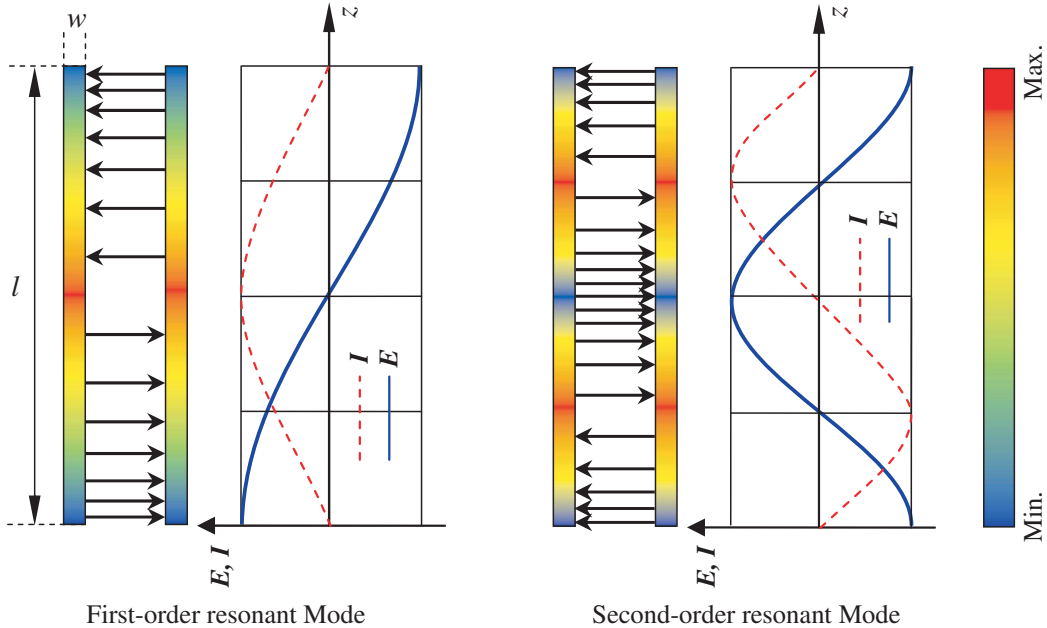 w
z
l
I
E
E, I
First-order resonant Mode
z
I
E
E, I
Second-order resonant Mode
Max.
Min.